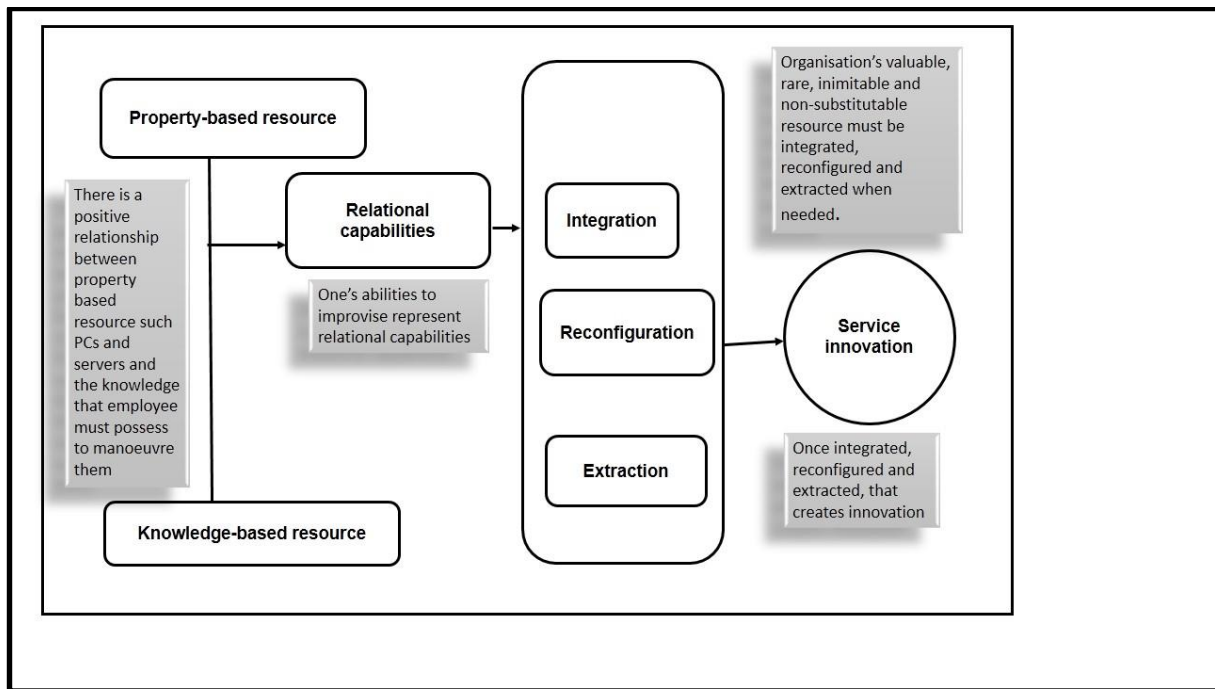 Property-based resource
There is a
positive
relationship
between
property
based
resource such
PCs and
servers and
the knowledge
that employee
must possess
to manoeuvre
them
Knowledge-based resource
Relational
capabilities
One's abilities to
improvise represent
relational capabilities
Integration
Reconfiguration
Extraction
Organisation's valuable,
rare, inimitable and
non-substitutable
resource must be
integrated,
reconfigured and
extracted when
needed.
Service
innovation
Once integrated,
reconfigured and
extracted, that
creates innovation